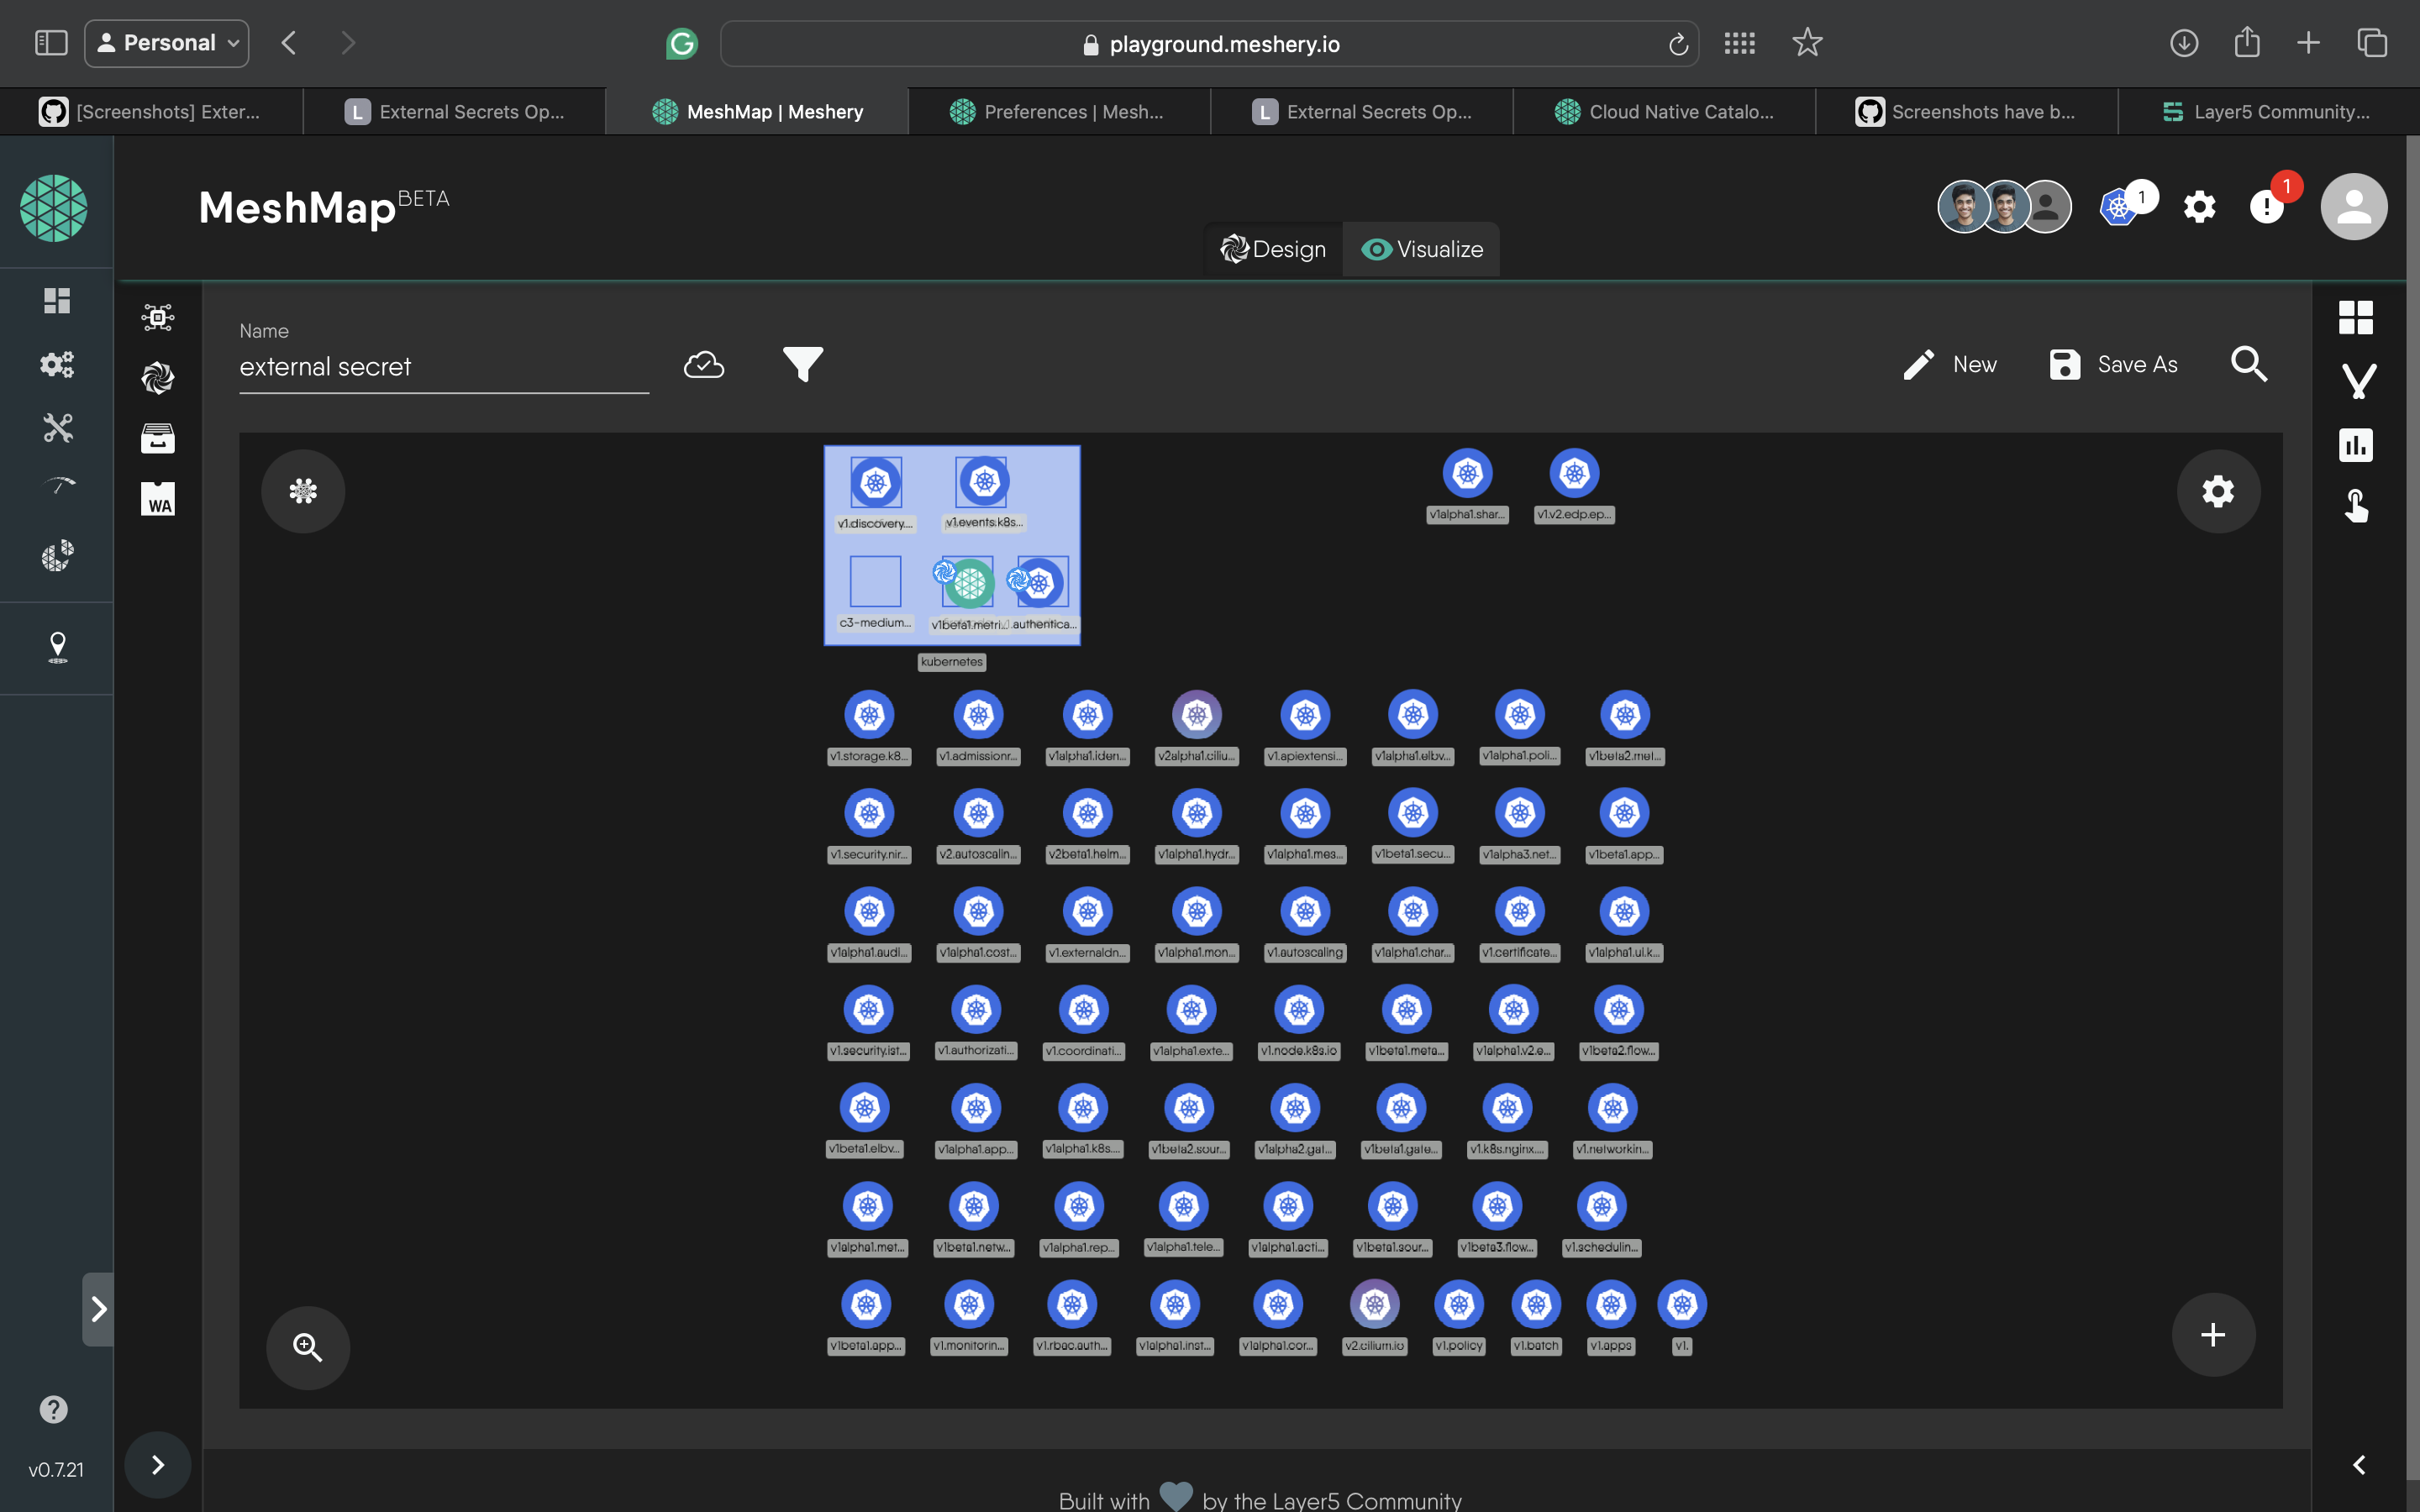 Personal
playground.meshery.io
[Screenshots] Exter...
L External Secrets Op...
MeshMap | Meshery
Preferences | Mesh...
L External Secrets Op...
Cloud Native Catalo...
Screenshots have b...
Layer5 Community...
MeshMap BETA
1
1
Design
Visualize
Name
external secret
New
Save As
WA
v1.discovery....
v1.events.k8s...
c3-medium...
v1beta1.metri...
.authentica...
kubernetes
v1alpha1.shar...
v1.v2.edp.ep...
v1.storage.k8...
v1.admissionr...
v1alpha1.iden...
v2alpha1.ciliu...
v1.apiextensi...
v1alpha1.elbv...
v1alpha1.poli...
v1beta2.met...
v1.security.nir...
v2.autoscalin...
v2beta1.helm...
v1alpha1.hydr...
v1alpha1.mes...
v1beta1.secu...
v1alpha3.net...
v1beta1.app...
v1alpha1.audi...
v1alpha1.cost...
v1.externaldn...
v1alpha1.mon...
v1.autoscaling
v1alpha1.char...
v1.certificate...
v1alpha1.ui.k...
v1.security.ist...
v1.authorizati...
v1.coordinati...
v1alpha1.exte...
v1.node.k8s.io
v1beta1.meta...
v1alpha1.v2.e...
v1beta2.flow...
v1beta1.elbv...
v1alpha1.app...
v1alpha1.k8s....
v1beta2.sour...
v1alpha2.gat...
v1beta1.gate...
v1.k8s.nginx....
v1.networkin...
v1alpha1.met...
v1beta1.netw...
v1alpha1.rep...
v1alpha1.tele...
v1alpha1.acti...
v1beta1.sour...
v1beta3.flow...
v1.schedulin...
v1beta1.app...
v1.monitorin...
v1.rbac.auth...
v1alpha1.inst...
v1alpha1.cor...
v2.cilium.io
v1.policy
v1.batch
v1.apps
v1.
v0.7.21
Built with
by the Layer5 Community